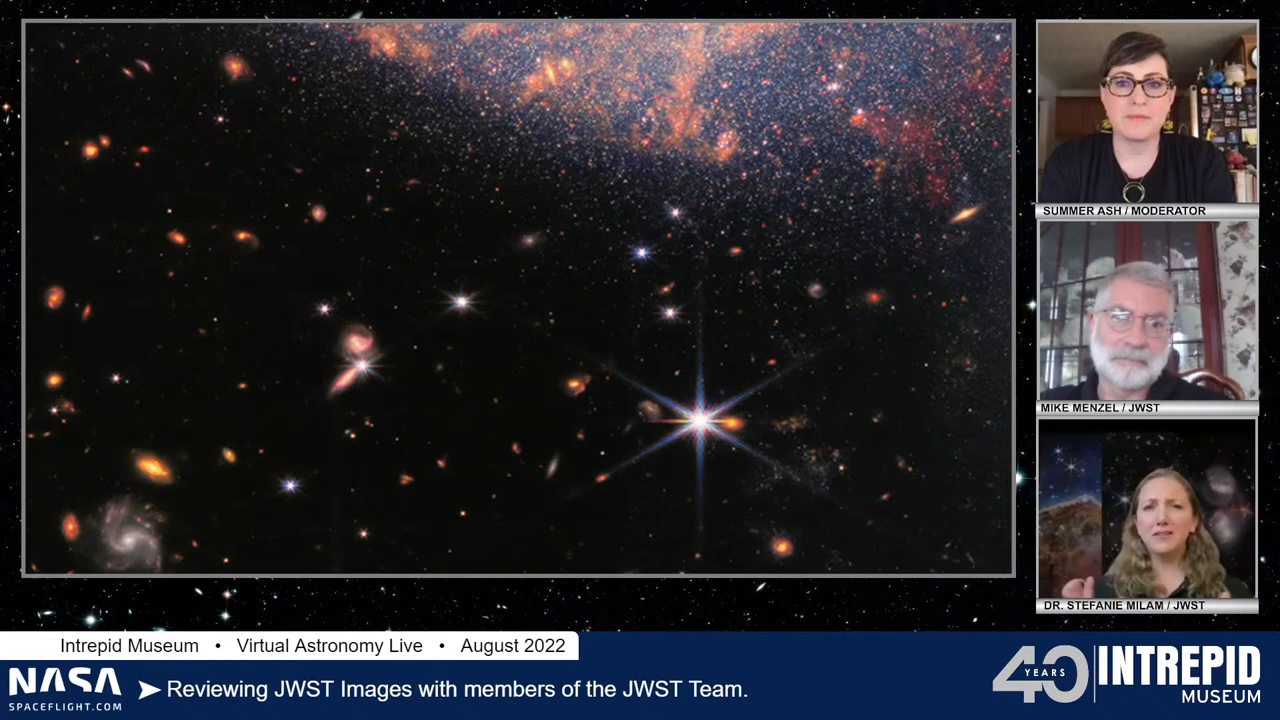 SUMMER ASH / MODERATOR
MIKE MENZEL / JWST
DR. STEFANIE MILAM / JWST
Intrepid Museum • Virtual Astronomy Live • August 2022
NASA
SPACEFLIGHT.COM
➤ Reviewing JWST Images with members of the JWST Team.
40
YEARS
INTREPID
MUSEUM